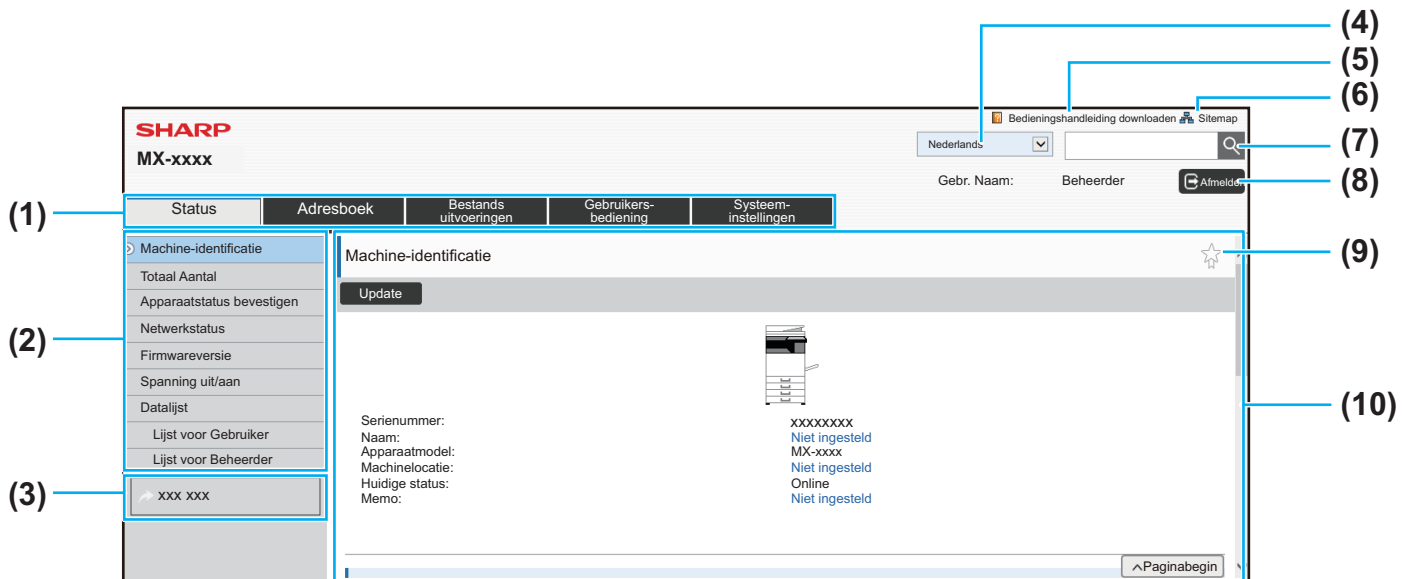 (4)
(5)
(6)
Bedieningshandleiding downloaden Sitemap
SHARP
MX-xxxx
Nederlands
(7)
Gebr. Naam: Beheerder Afmelden
(8)
(1)
Status Adresboek Bestands uitvoeringen Gebruikers- bediening Systeem- instellingen
Machine-identificatie
Totaal Aantal
Apparaatstatus bevestigen
Netwerkstatus
Firmwareversie
Spanning uit/aan
Datalijst
Lijst voor Gebruiker
Lijst voor Beheerder
(2)
(3)
xxx xxx
Machine-identificatie
(9)
Update
Serienummer: xxxxxxxx
Naam: Niet ingesteld
Apparaatmodel: MX-xxxx
Machinelocatie: Niet ingesteld
Huidige status: Online
Memo: Niet ingesteld
(10)
Paginabegin